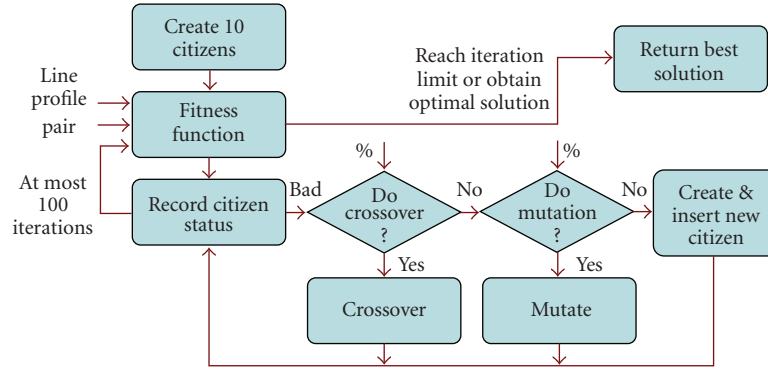 Create 10
citizens
Line
profile
pair
Fitness
function
Reach iteration
limit or obtain
optimal solution
Return best
solution
At most
100
iterations
Record citizen
status
Bad
%
Do
crossover
?
No
%
Do
mutation
?
No
Create &
insert new
citizen
Yes
Crossover
Yes
Mutate